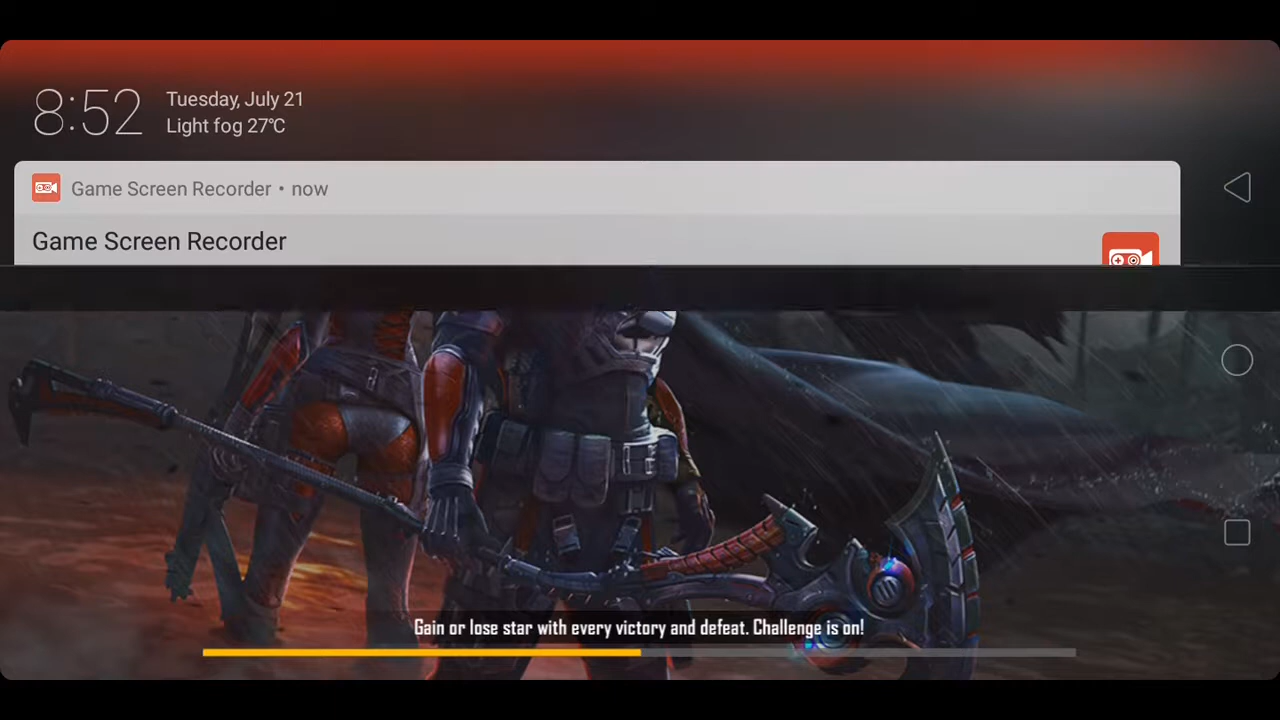 8:52
Tuesday, July 21
Light fog 27℃
Game Screen Recorder • now
Game Screen Recorder
Gain or lose star with every victory and defeat. Challenge is on!